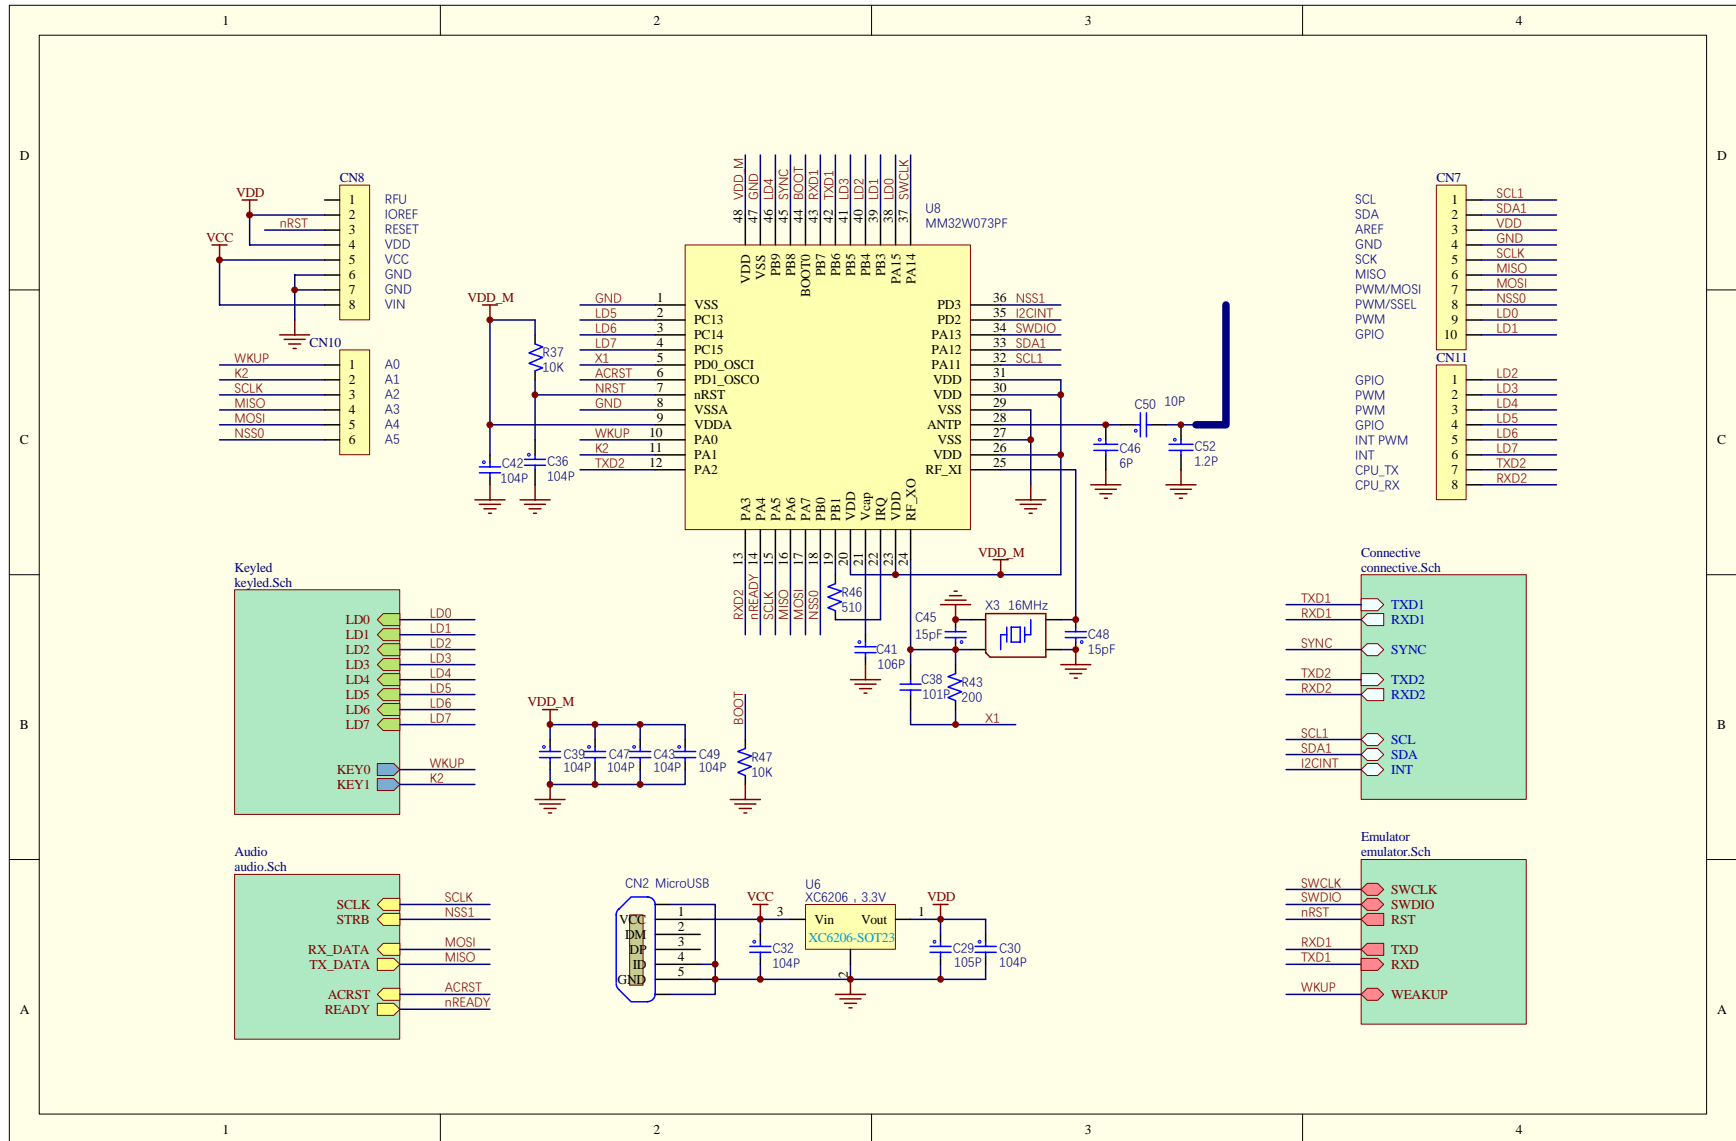 1 2 3 4
D D
C C
B B
A A
1 2 3 4
CN8
VDD
nRST
VCC
1 RFU
2 IOREF
3 RESET
4 VDD
5 VCC
6 GND
7 GND
8 VIN
CN10
WKUP 1 A0
K2 2 A1
SCLK 3 A2
MISO 4 A3
MOSI 5 A4
NSS0 6 A5
VDD_M
R37
10K
C42
104P
C36
104P
U8
MM32W073PF
VDD_M 48 VDD
GND 47 VSS
LD4 46 PB9
SYNC 45 PB8
BOOT 44 BOOT0
RXD1 43 PB7
TXD1 42 PB6
LD3 41 PB5
LD2 40 PB4
LD1 39 PB3
LD0 38 PA15
SWCLK 37 PA14
GND 1 VSS
LD5 2 PC13
LD6 3 PC14
LD7 4 PC15
X1 5 PD0_OSCI
ACRST 6 PD1_OSCO
NRST 7 nRST
GND 8 VSSA
9 VDDA
WKUP 10 PA0
K2 11 PA1
TXD2 12 PA2
PD3 36 NSS1
PD2 35 I2CINT
PA13 34 SWDIO
PA12 33 SDA1
PA11 32 SCL1
VDD 31
VDD 30
VSS 29
ANTP 28
VSS 27
VDD 26
RF_XI 25
PA3 13 RXD2
PA4 14 nREADY
PA5 15 SCLK
PA6 16 MISO
PA7 17 MOSI
PB0 18 NSS0
PB1 19
VDD 20
Vcap 21
IRQ 22
VDD 23
RF_XO 24
C50 10P
C46
6P
C52
1.2P
VDD_M
R46
510
C41
106P
C45
15pF
X3 16MHz
C48
15pF
C38
101P
R43
200
X1
CN7
SCL 1 SCL1
SDA 2 SDA1
AREF 3 VDD
GND 4 GND
SCK 5 SCLK
MISO 6 MISO
PWM/MOSI 7 MOSI
PWM/SSEL 8 NSS0
PWM 9 LD0
GPIO 10 LD1
CN11
GPIO 1 LD2
PWM 2 LD3
PWM 3 LD4
GPIO 4 LD5
INT PWM 5 LD6
INT 6 LD7
CPU_TX 7 TXD2
CPU_RX 8 RXD2
Keyled
keyled.Sch
LD0 LD0
LD1 LD1
LD2 LD2
LD3 LD3
LD4 LD4
LD5 LD5
LD6 LD6
LD7 LD7
KEY0 WKUP
KEY1 K2
VDD_M
C39
104P
C47
104P
C43
104P
C49
104P
BOOT
R47
10K
Connective
connective.Sch
TXD1 TXD1
RXD1 RXD1
SYNC SYNC
TXD2 TXD2
RXD2 RXD2
SCL1 SCL
SDA1 SDA
I2CINT INT
Audio
audio.Sch
SCLK SCLK
STRB NSS1
RX_DATA MOSI
TX_DATA MISO
ACRST ACRST
READY nREADY
CN2 MicroUSB
VCC 1
DM 2
DP 3
ID 4
GND 5
VCC
C32
104P
U6
XC6206 , 3.3V
3 Vin Vout 1
XC6206-SOT23
2
VDD
C29
105P
C30
104P
Emulator
emulator.Sch
SWCLK SWCLK
SWDIO SWDIO
nRST RST
RXD1 TXD
TXD1 RXD
WKUP WEAKUP